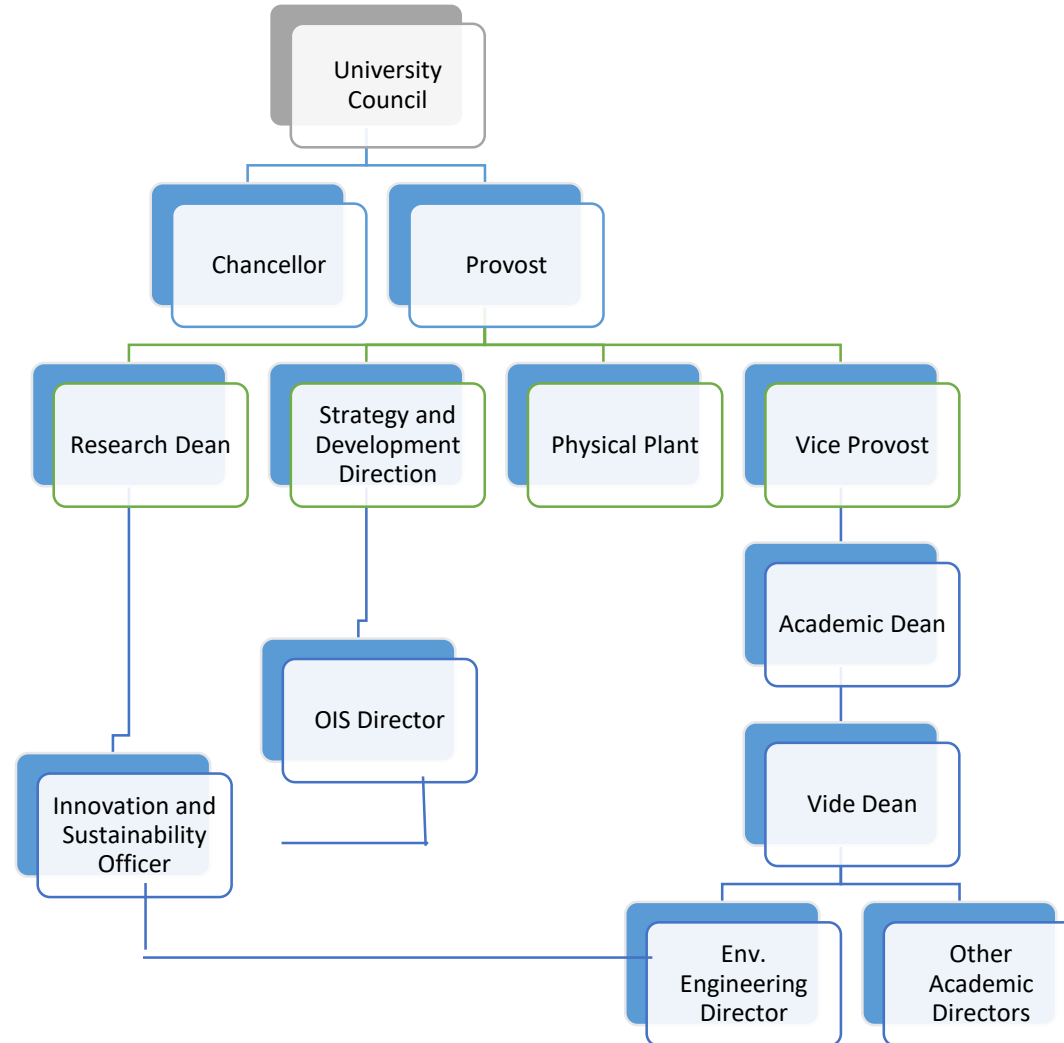 University
Council
Chancellor
Provost
Research Dean
Strategy and
Development
Direction
Physical Plant
Vice Provost
Academic Dean
OIS Director
Vide Dean
Innovation and
Sustainability
Officer
Env.
Engineering
Director
Other
Academic
Directors